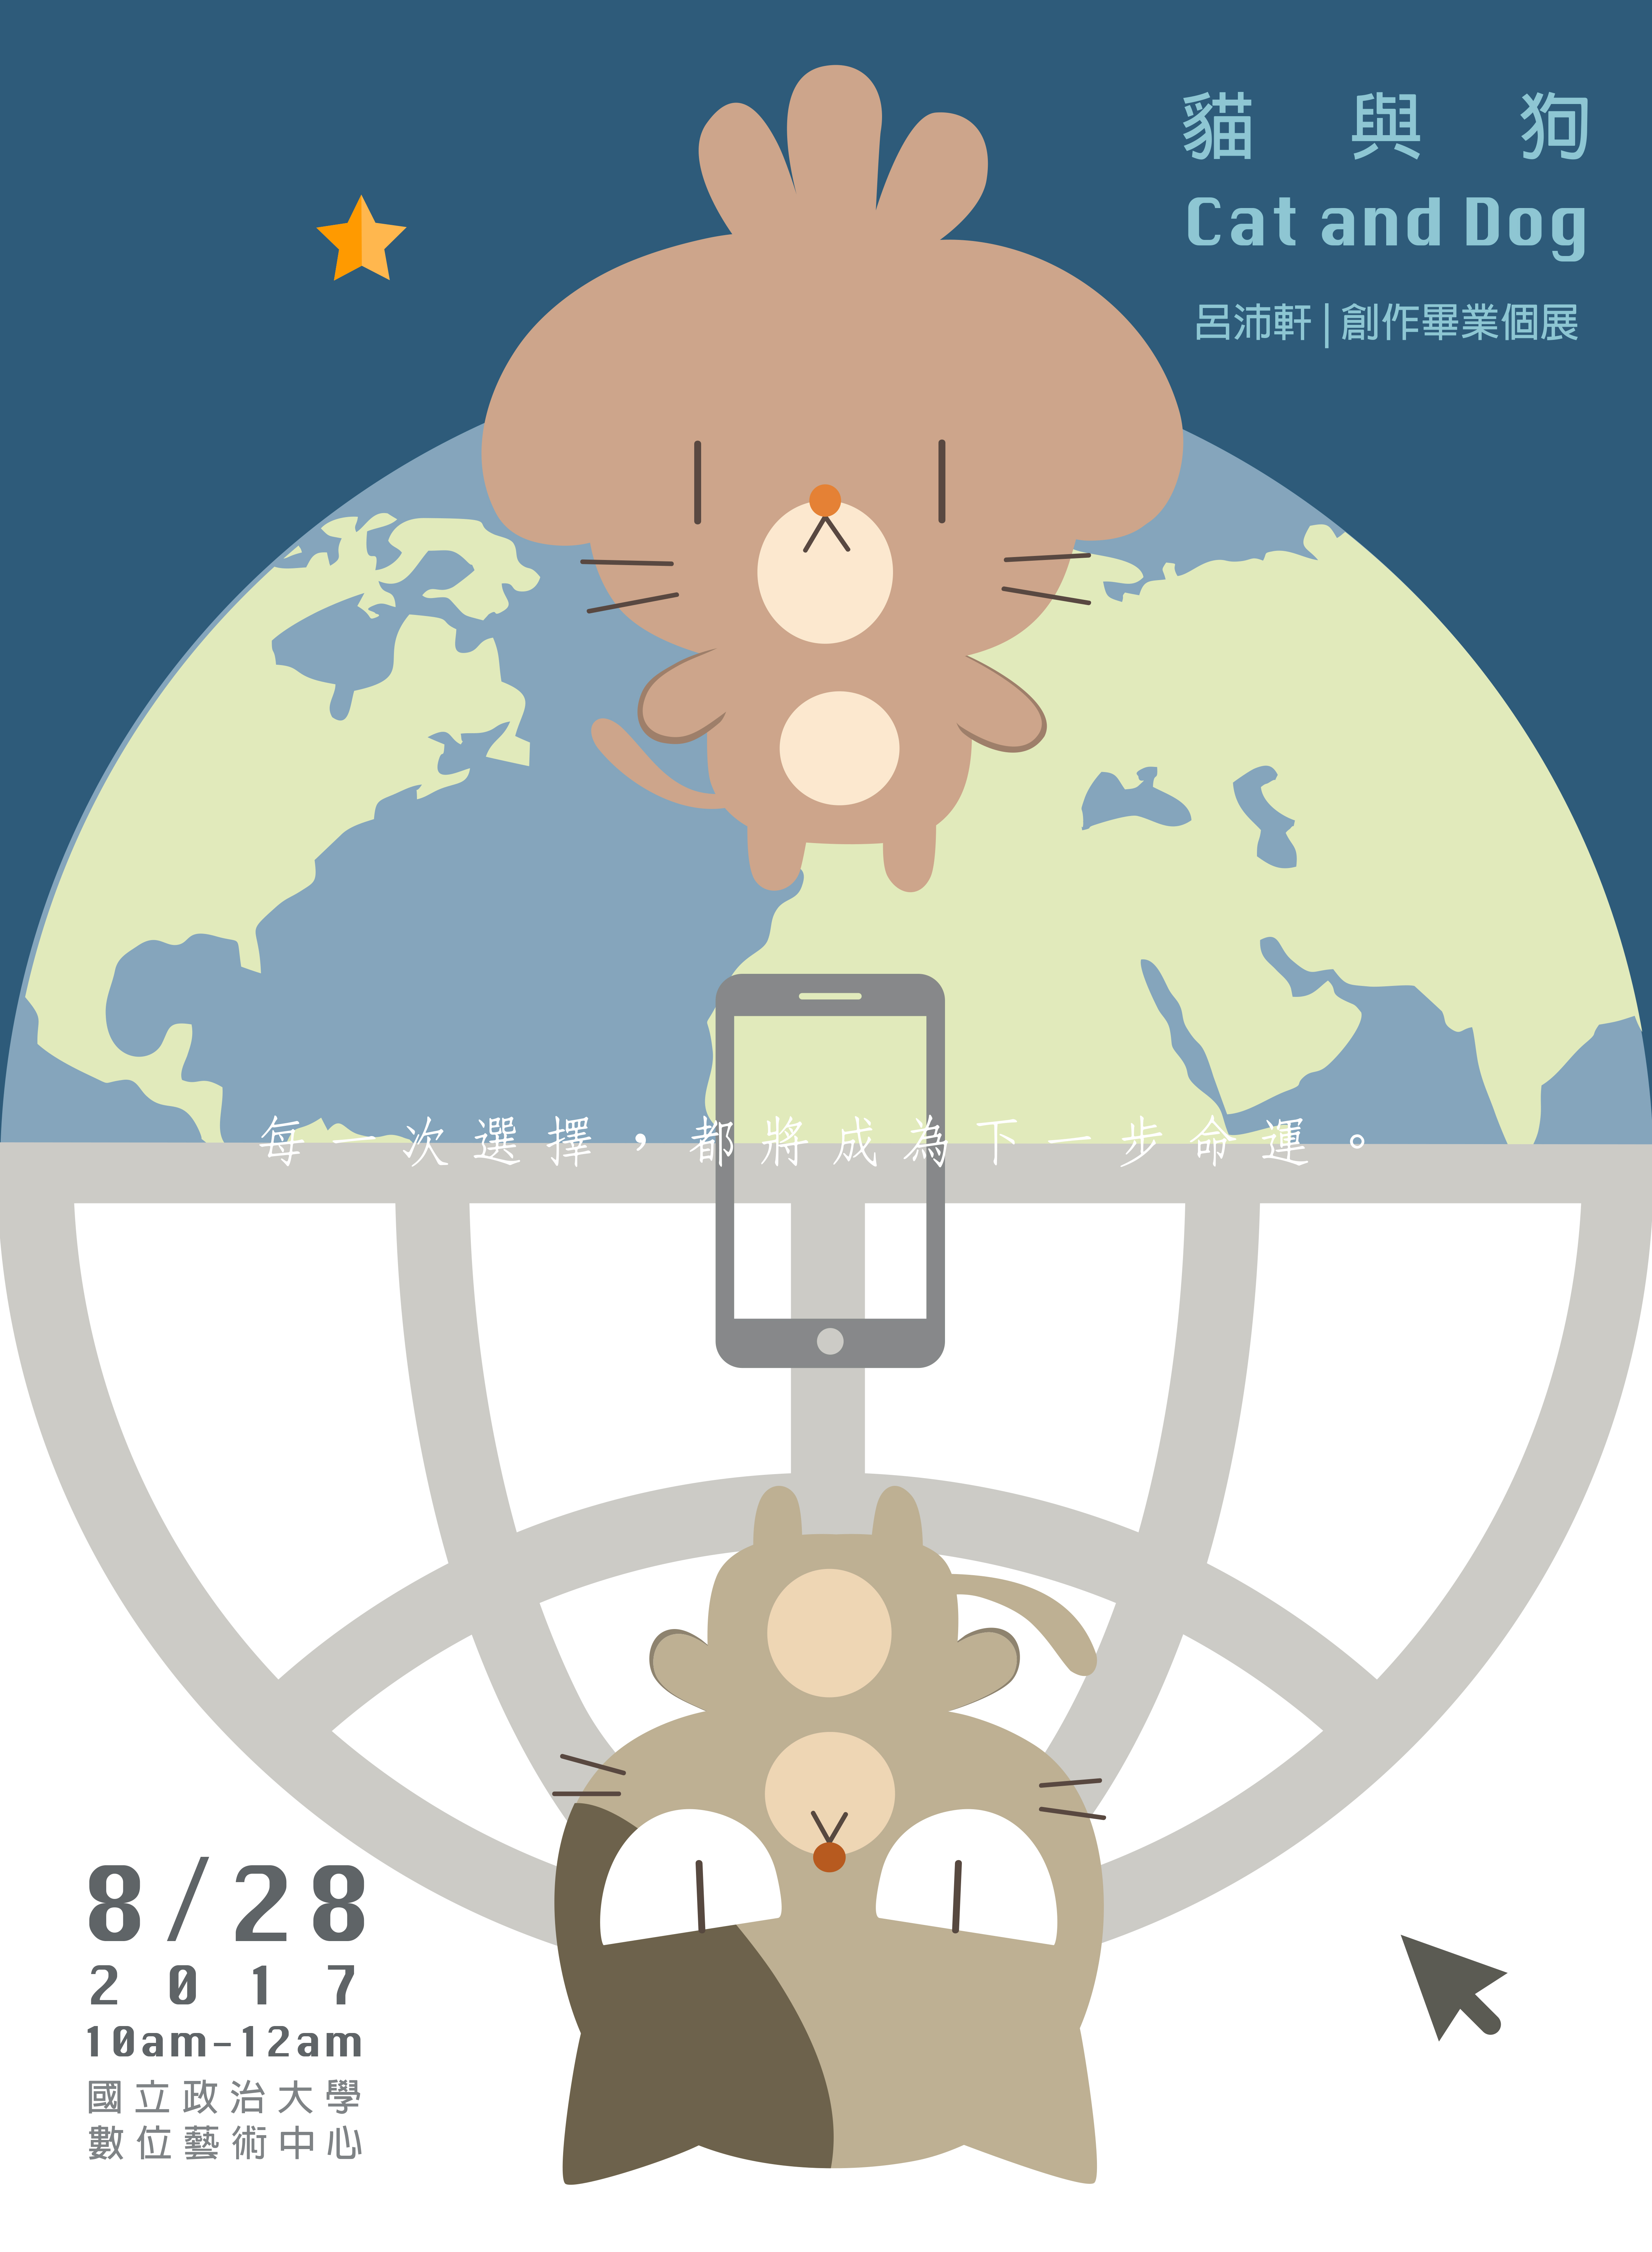 貓與狗
Cat and Dog
呂沛軒|創作畢業個展
每一次選擇，都將成為下一步命運。
8/28
2017
10am-12am
國立政治大學
數位藝術中心